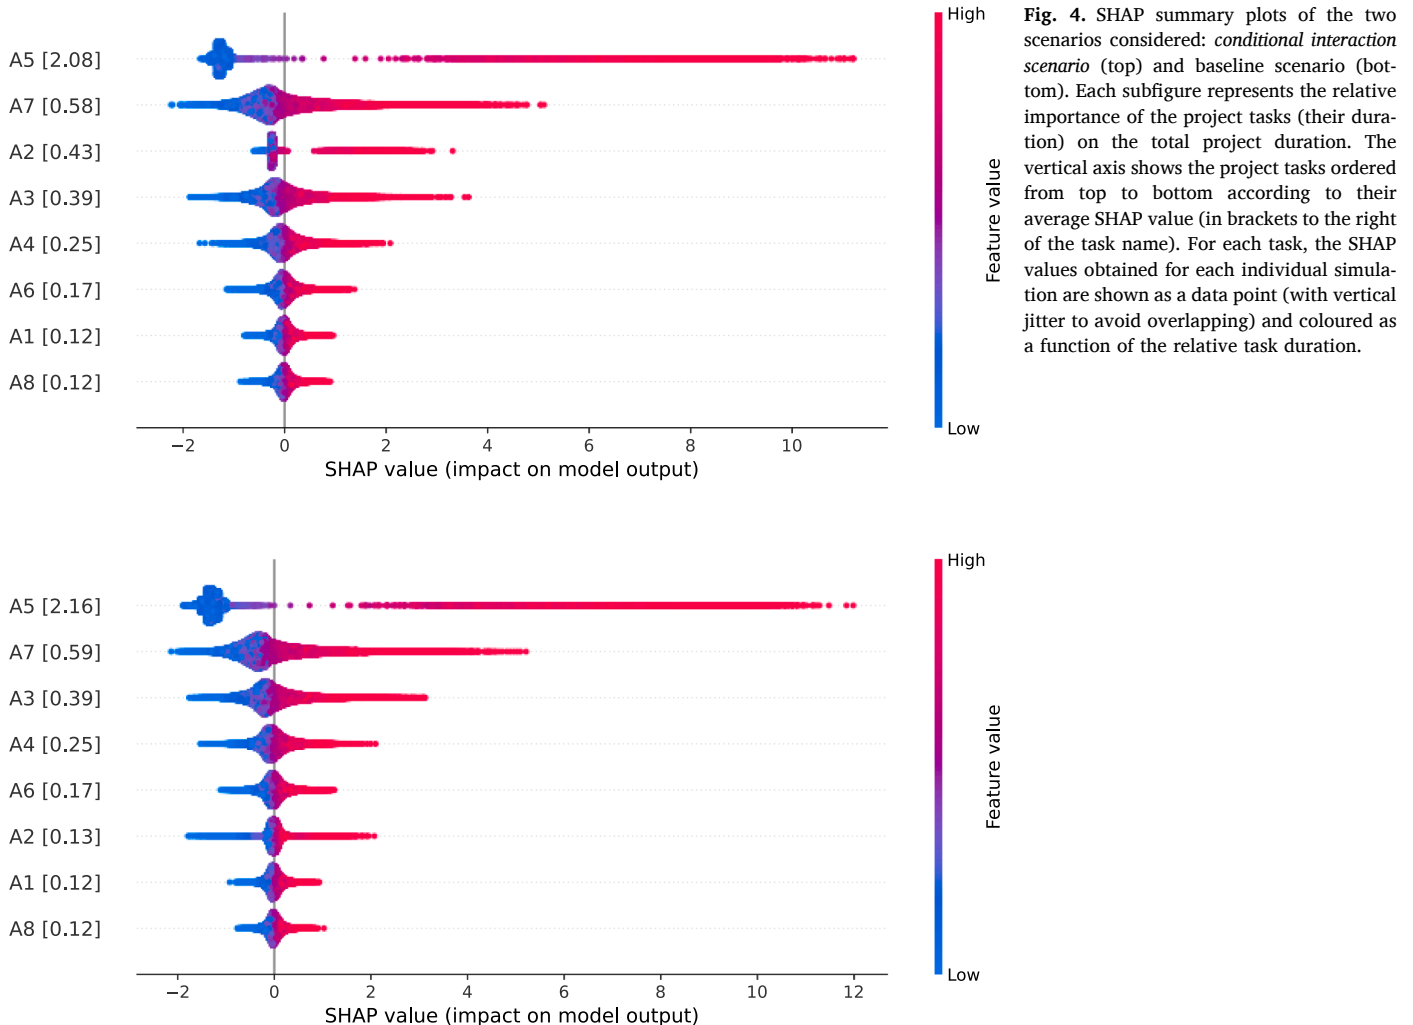 A5 [2.08]
A7 [0.58]
A2 [0.43]
A3 [0.39]
A4 [0.25]
A6 [0.17]
A1 [0.12]
A8 [0.12]
−2 0 2 4 6 8 10
SHAP value (impact on model output)
High
Feature value
Low
Fig. 4. SHAP summary plots of the two
scenarios considered: conditional interaction
scenario (top) and baseline scenario (bot-
tom). Each subfigure represents the relative
importance of the project tasks (their dura-
tion) on the total project duration. The
vertical axis shows the project tasks ordered
from top to bottom according to their
average SHAP value (in brackets to the right
of the task name). For each task, the SHAP
values obtained for each individual simula-
tion are shown as a data point (with vertical
jitter to avoid overlapping) and coloured as
a function of the relative task duration.
A5 [2.16]
A7 [0.59]
A3 [0.39]
A4 [0.25]
A6 [0.17]
A2 [0.13]
A1 [0.12]
A8 [0.12]
−2 0 2 4 6 8 10 12
SHAP value (impact on model output)
High
Feature value
Low